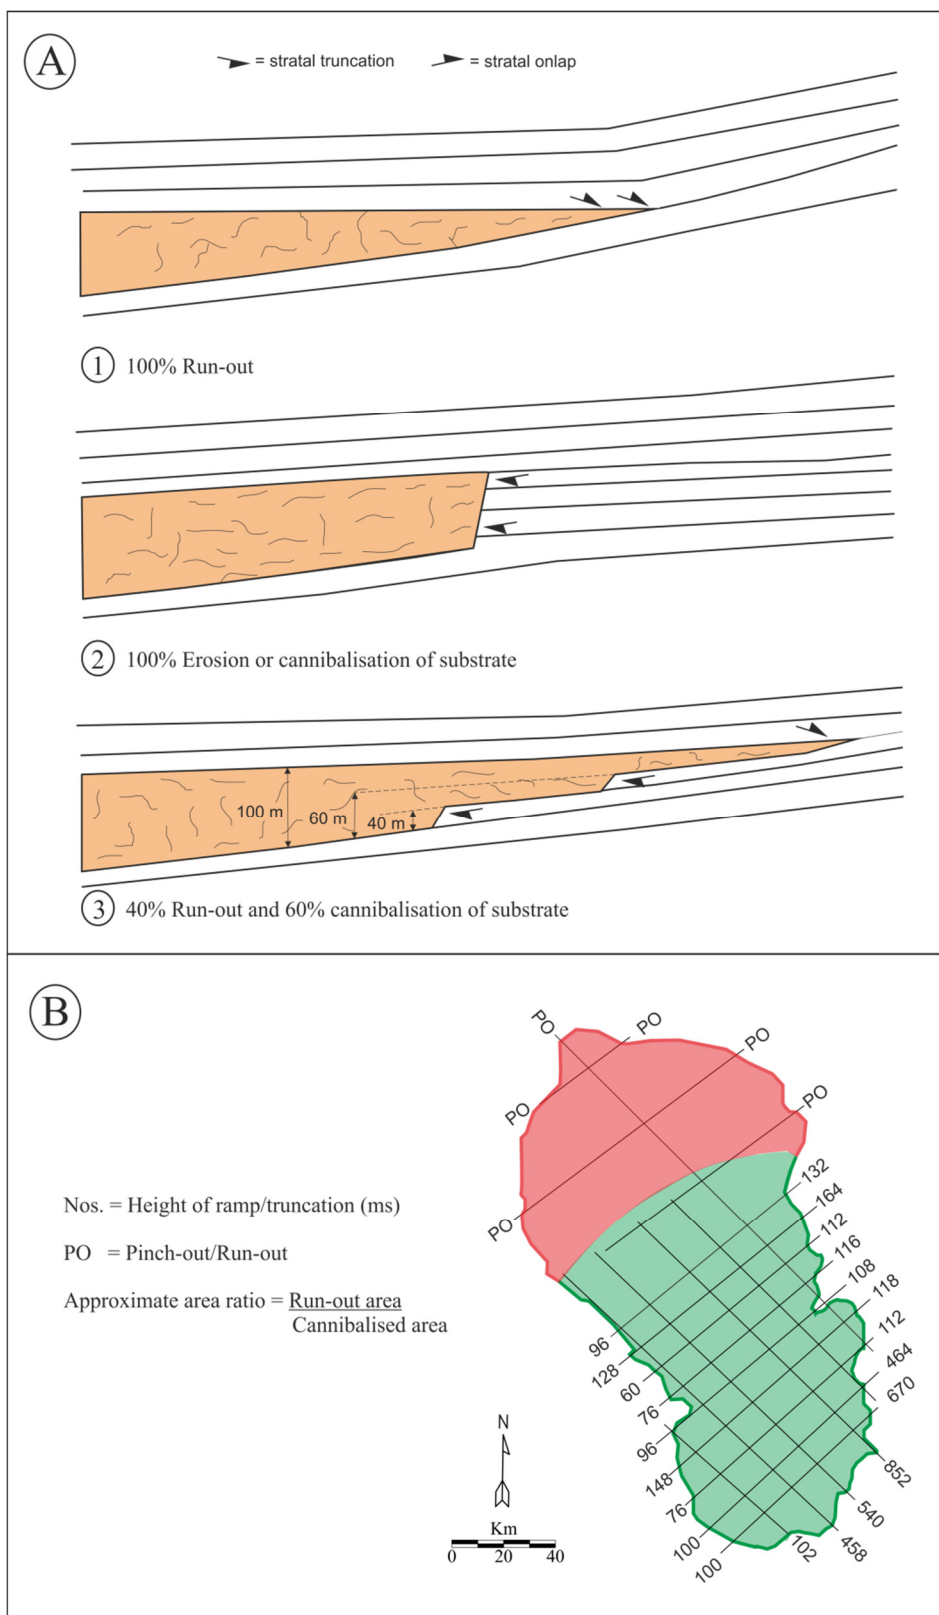 A
= stratal truncation
= stratal onlap
1 100% Run-out
2 100% Erosion or cannibalisation of substrate
100 m
60 m
40 m
3 40% Run-out and 60% cannibalisation of substrate
B
PO
PO
PO
PO
PO
PO
Nos. = Height of ramp/truncation (ms)
PO = Pinch-out/Run-out
Approximate area ratio = Run-out area
Cannibalised area
132
164
112
116
108
118
112
464
670
852
540
458
102
100
100
76
148
96
76
60
128
96
N
Km
0 20 40